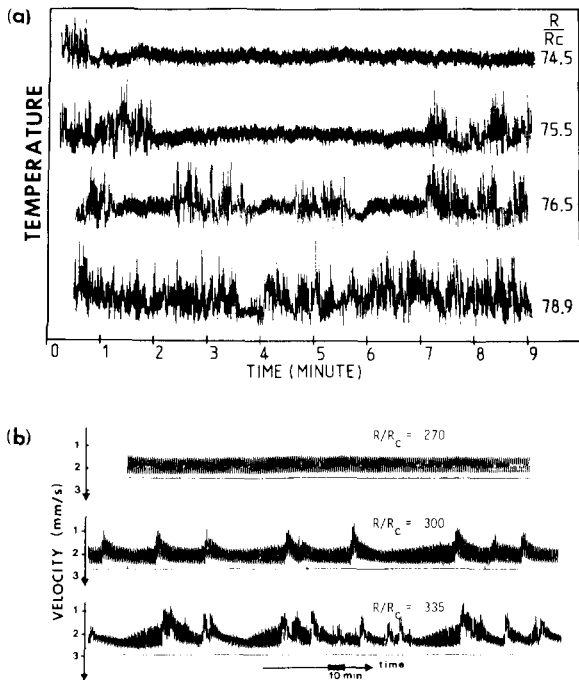 (a)
R
Rc
74.5
75.5
76.5
78.9
TEMPERATURE
0 1 2 3 4 5 6 7 8 9
TIME (MINUTE)
(b)
R/Rc = 270
1
2
3
R/Rc = 300
1
2
3
R/Rc = 335
1
2
3
VELOCITY (mm/s)
time
10 min